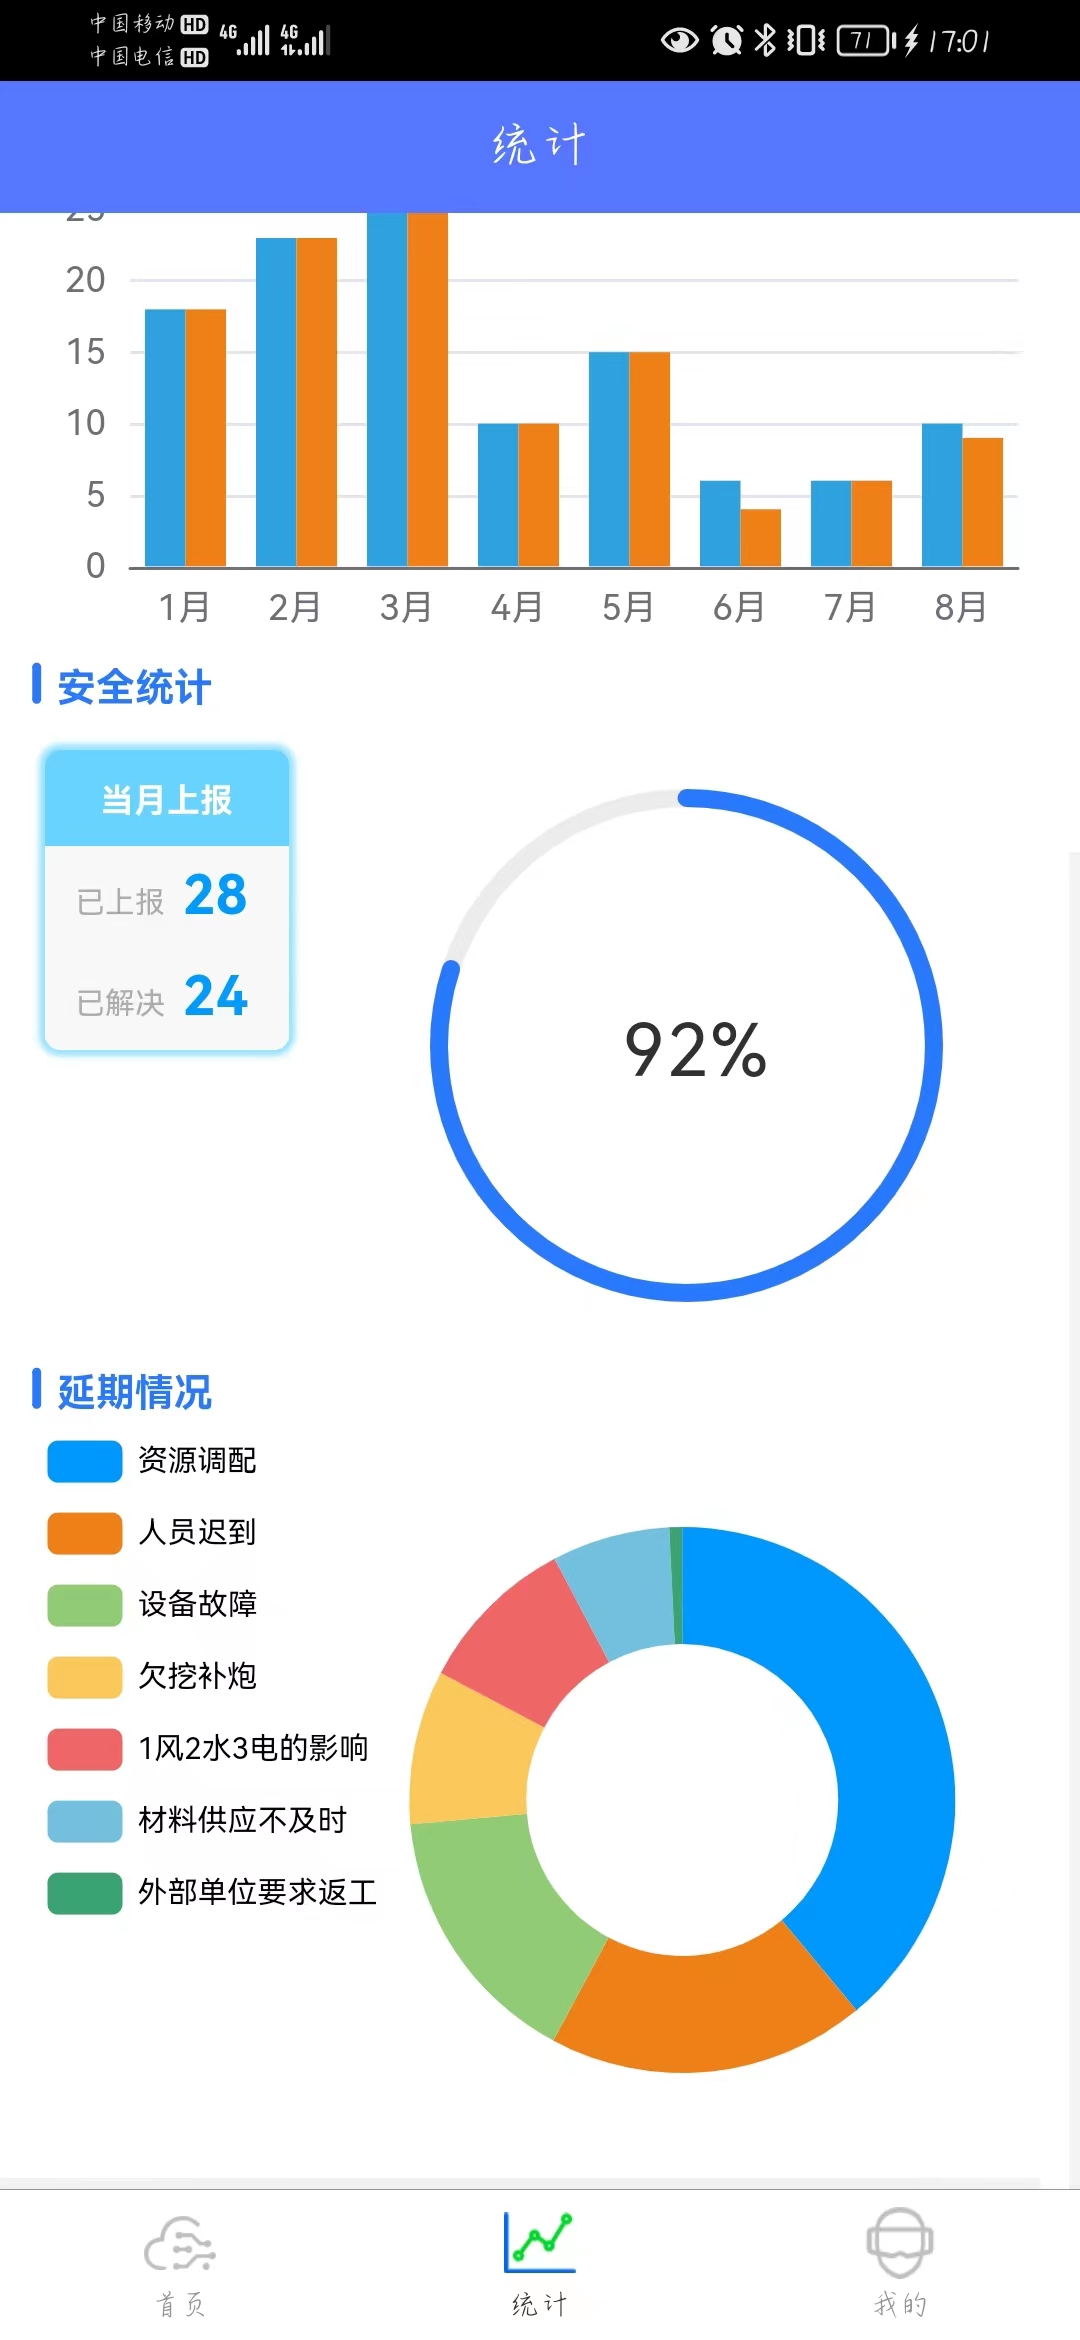 中国移动 HD 4G 4G 71 17:01
中国电信 HD
统计
25
20
15
10
5
0
1月 2月 3月 4月 5月 6月 7月 8月
安全统计
当月上报
已上报 28
已解决 24
92%
延期情况
资源调配
人员迟到
设备故障
欠挖补炮
1风2水3电的影响
材料供应不及时
外部单位要求返工
首页 统计 我的